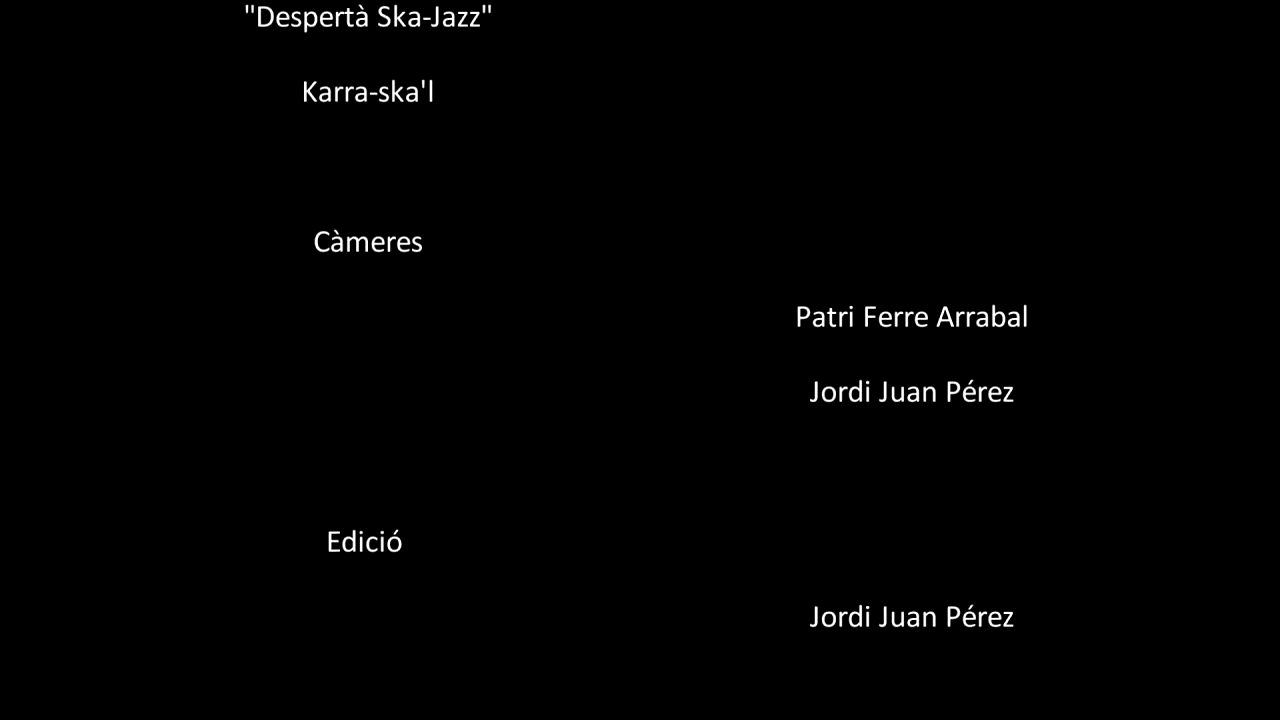 "Despertà Ska-Jazz"
Karra-ska'l
Càmeres
Patri Ferre Arrabal
Jordi Juan Pérez
Edició
Jordi Juan Pérez